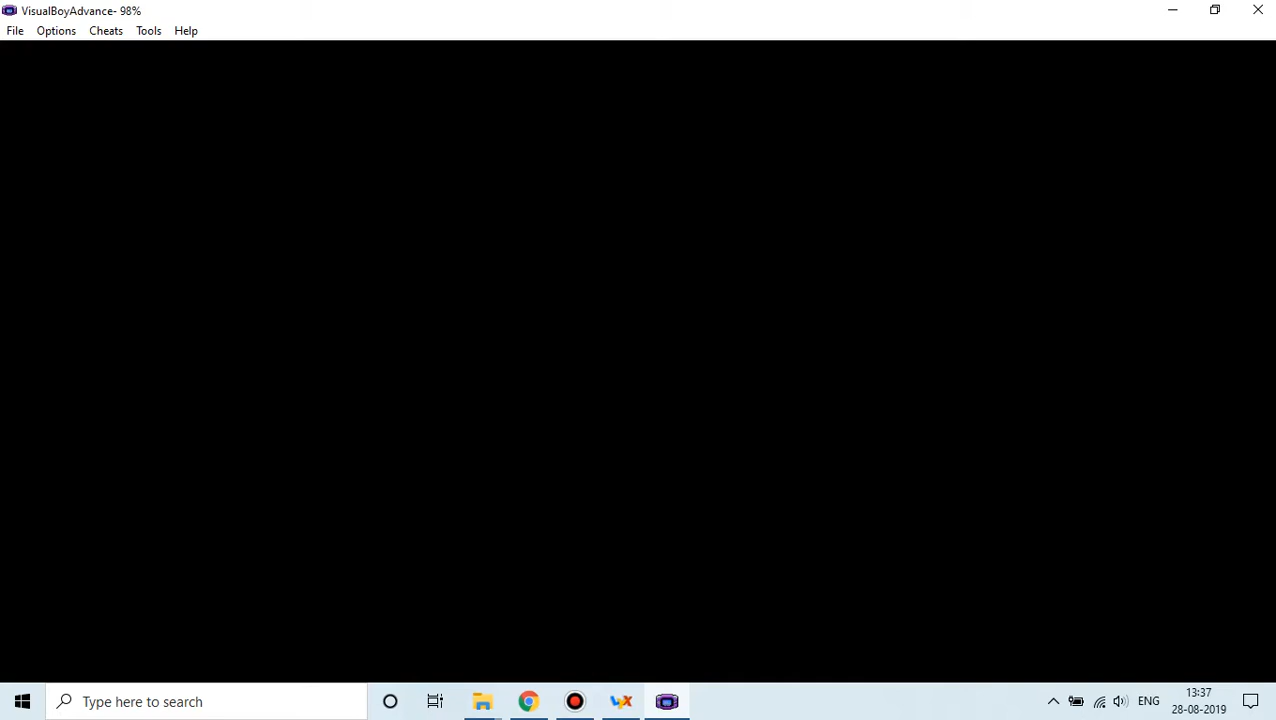 VisualBoyAdvance- 98%
File Options Cheats Tools Help
Type here to search
ENG
13:37
28-08-2019